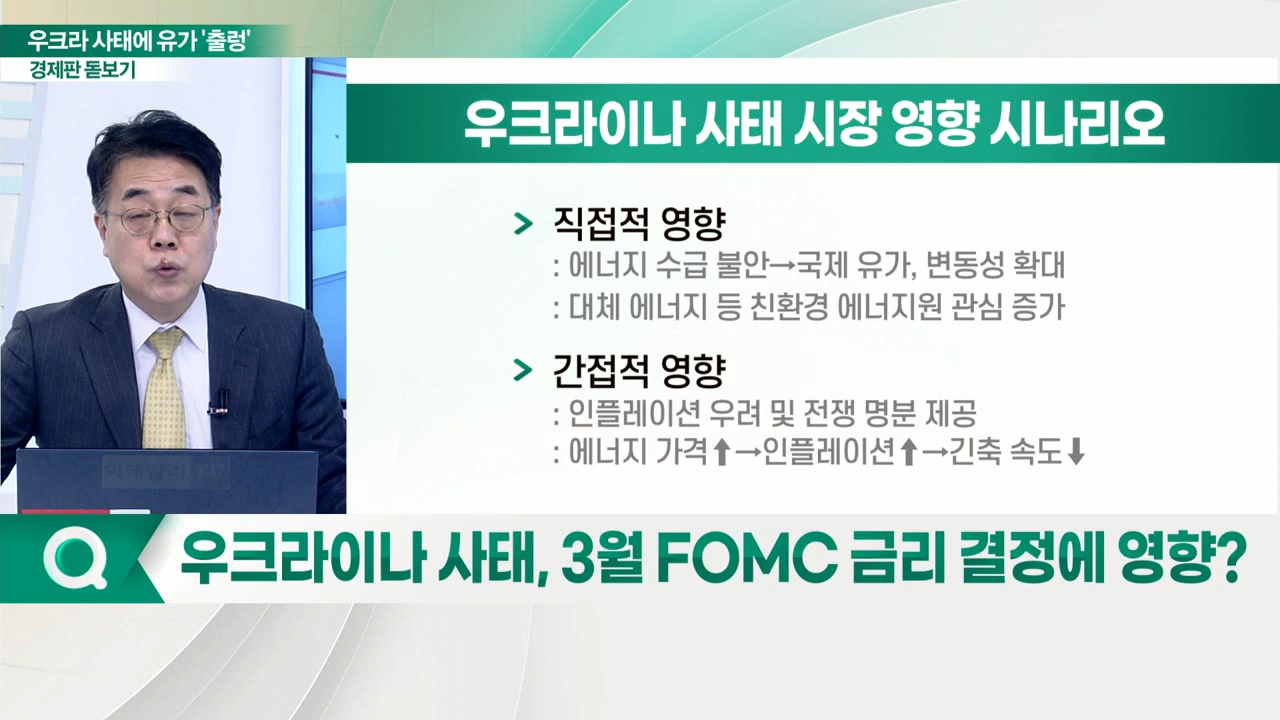 우크라 사태에 유가 '출렁'
경제판 돋보기
우크라이나 사태 시장 영향 시나리오
> 직접적 영향
: 에너지 수급 불안→국제 유가, 변동성 확대
: 대체 에너지 등 친환경 에너지원 관심 증가
> 간접적 영향
: 인플레이션 우려 및 전쟁 명분 제공
: 에너지 가격⬆→인플레이션⬆→긴축 속도⬇
Q 우크라이나 사태, 3월 FOMC 금리 결정에 영향?